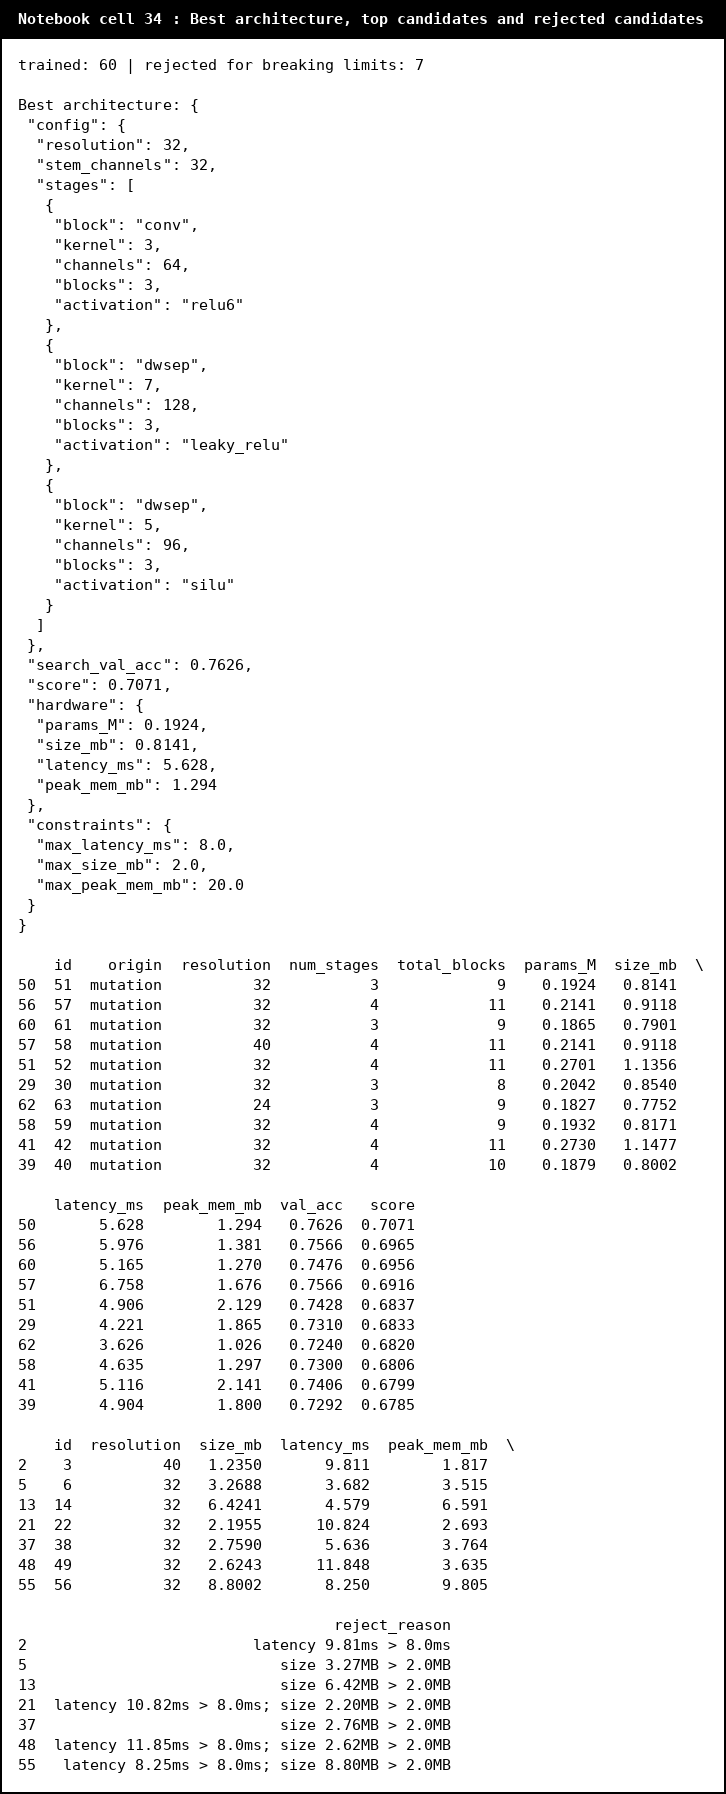 Notebook cell 34 : Best architecture, top candidates and rejected candidates
trained: 60 | rejected for breaking limits: 7
Best architecture: {
 "config": {
  "resolution": 32,
  "stem_channels": 32,
  "stages": [
   {
    "block": "conv",
    "kernel": 3,
    "channels": 64,
    "blocks": 3,
    "activation": "relu6"
   },
   {
    "block": "dwsep",
    "kernel": 7,
    "channels": 128,
    "blocks": 3,
    "activation": "leaky_relu"
   },
   {
    "block": "dwsep",
    "kernel": 5,
    "channels": 96,
    "blocks": 3,
    "activation": "silu"
   }
  ]
 },
 "search_val_acc": 0.7626,
 "score": 0.7071,
 "hardware": {
  "params_M": 0.1924,
  "size_mb": 0.8141,
  "latency_ms": 5.628,
  "peak_mem_mb": 1.294
 },
 "constraints": {
  "max_latency_ms": 8.0,
  "max_size_mb": 2.0,
  "max_peak_mem_mb": 20.0
 }
}
    id    origin  resolution  num_stages  total_blocks  params_M  size_mb  \
50  51  mutation          32           3             9    0.1924   0.8141
56  57  mutation          32           4            11    0.2141   0.9118
60  61  mutation          32           3             9    0.1865   0.7901
57  58  mutation          40           4            11    0.2141   0.9118
51  52  mutation          32           4            11    0.2701   1.1356
29  30  mutation          32           3             8    0.2042   0.8540
62  63  mutation          24           3             9    0.1827   0.7752
58  59  mutation          32           4             9    0.1932   0.8171
41  42  mutation          32           4            11    0.2730   1.1477
39  40  mutation          32           4            10    0.1879   0.8002
    latency_ms  peak_mem_mb  val_acc   score
50       5.628        1.294   0.7626  0.7071
56       5.976        1.381   0.7566  0.6965
60       5.165        1.270   0.7476  0.6956
57       6.758        1.676   0.7566  0.6916
51       4.906        2.129   0.7428  0.6837
29       4.221        1.865   0.7310  0.6833
62       3.626        1.026   0.7240  0.6820
58       4.635        1.297   0.7300  0.6806
41       5.116        2.141   0.7406  0.6799
39       4.904        1.800   0.7292  0.6785
    id  resolution  size_mb  latency_ms  peak_mem_mb  \
2    3          40   1.2350       9.811        1.817
5    6          32   3.2688       3.682        3.515
13  14          32   6.4241       4.579        6.591
21  22          32   2.1955      10.824        2.693
37  38          32   2.7590       5.636        3.764
48  49          32   2.6243      11.848        3.635
55  56          32   8.8002       8.250        9.805
                                   reject_reason
2                         latency 9.81ms > 8.0ms
5                            size 3.27MB > 2.0MB
13                           size 6.42MB > 2.0MB
21  latency 10.82ms > 8.0ms; size 2.20MB > 2.0MB
37                           size 2.76MB > 2.0MB
48  latency 11.85ms > 8.0ms; size 2.62MB > 2.0MB
55   latency 8.25ms > 8.0ms; size 8.80MB > 2.0MB